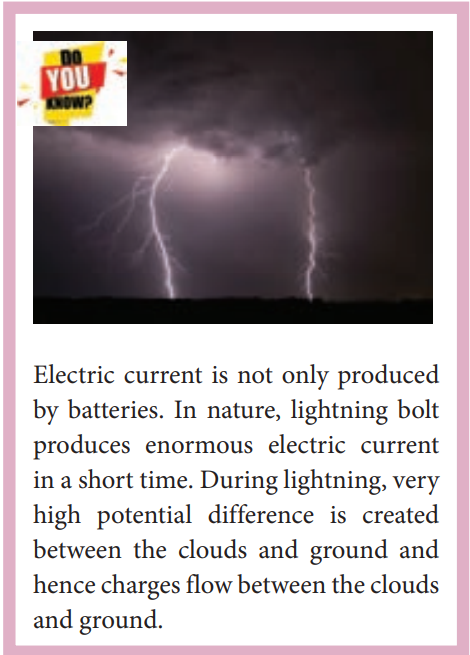 DO
YOU
KNOW?
Electric current is not only produced
by batteries. In nature, lightning bolt
produces enormous electric current
in a short time. During lightning, very
high potential difference is created
between the clouds and ground and
hence charges flow between the clouds
and ground.